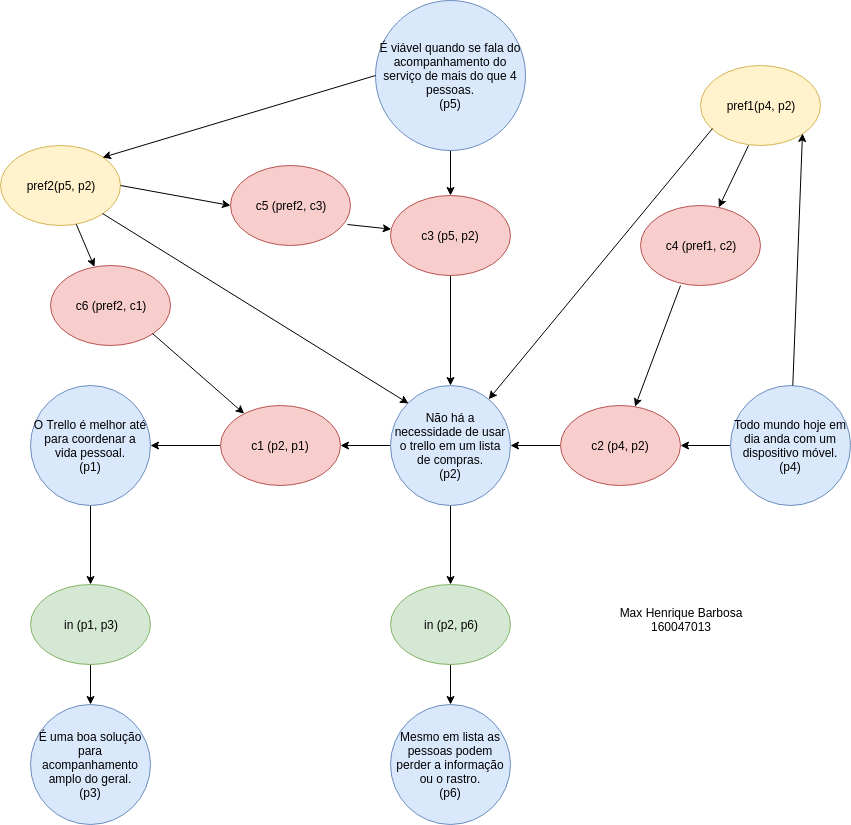 É viável quando se fala do
acompanhamento do
serviço de mais do que 4
pessoas.
(p5)
pref1(p4, p2)
pref2(p5, p2)
c5 (pref2, c3)
c3 (p5, p2)
c4 (pref1, c2)
c6 (pref2, c1)
O Trello é melhor até
para coordenar a
vida pessoal.
(p1)
c1 (p2, p1)
Não há a
necessidade de usar
o trello em um lista
de compras.
(p2)
c2 (p4, p2)
Todo mundo hoje em
dia anda com um
dispositivo móvel.
(p4)
in (p1, p3)
in (p2, p6)
Max Henrique Barbosa
160047013
É uma boa solução
para
acompanhamento
amplo do geral.
(p3)
Mesmo em lista as
pessoas podem
perder a informação
ou o rastro.
(p6)